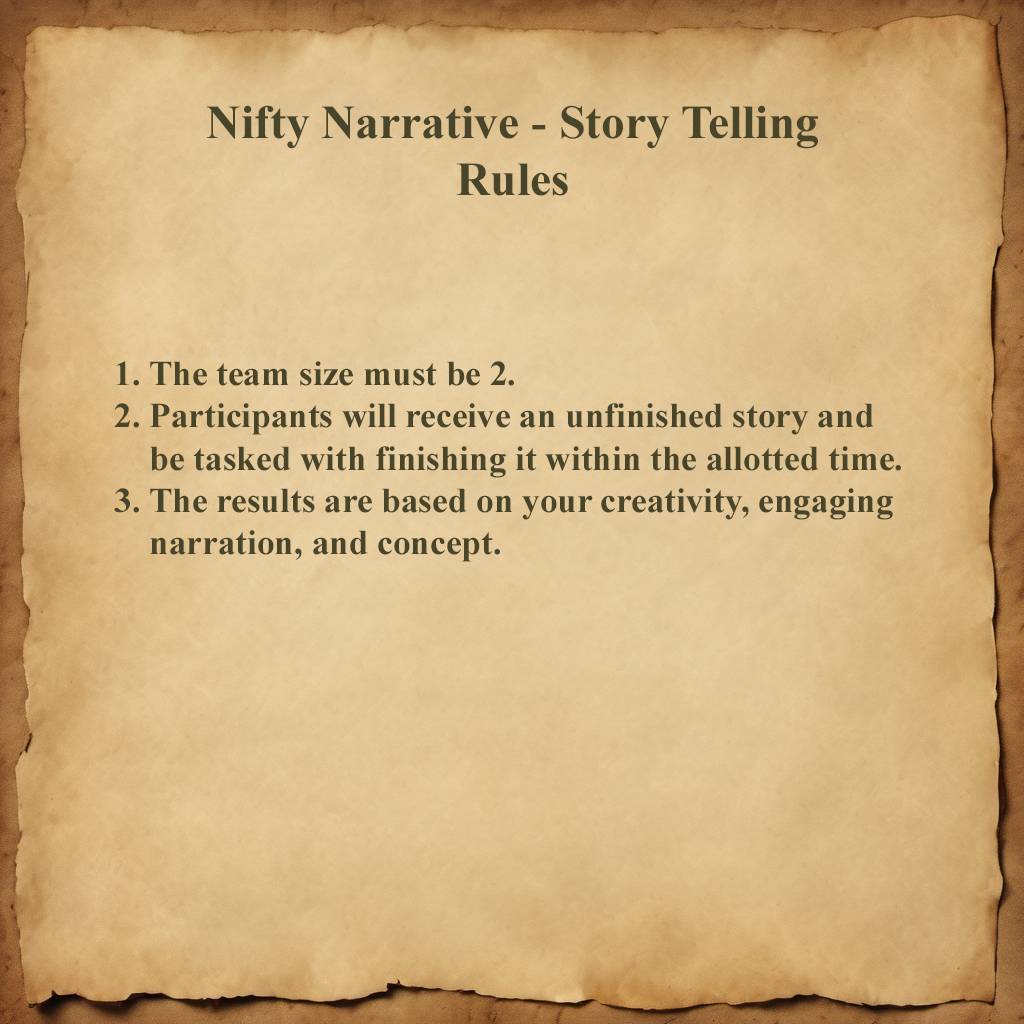 Nifty Narrative - Story Telling
Rules
1. The team size must be 2.
2. Participants will receive an unfinished story and
be tasked with finishing it within the allotted time.
3. The results are based on your creativity, engaging
narration, and concept.